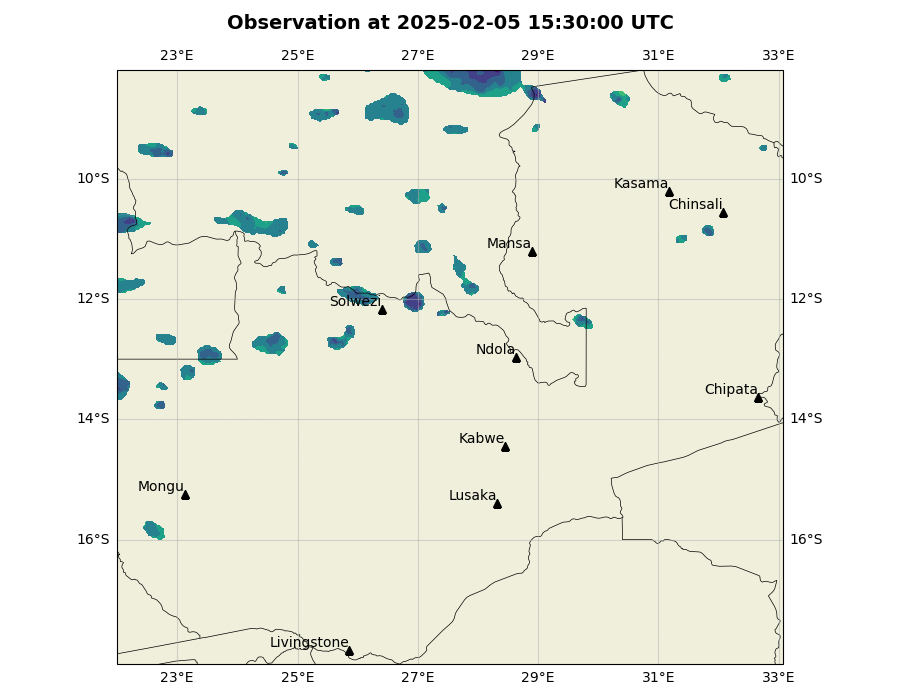 Observation at 2025-02-05 15:30:00 UTC
23°E 25°E 27°E 29°E 31°E 33°E
10°S 10°S
Kasama
Chinsali
Mansa
12°S 12°S
Solwezi
Ndola
Chipata
14°S 14°S
Kabwe
Mongu
Lusaka
16°S 16°S
Livingstone
23°E 25°E 27°E 29°E 31°E 33°E